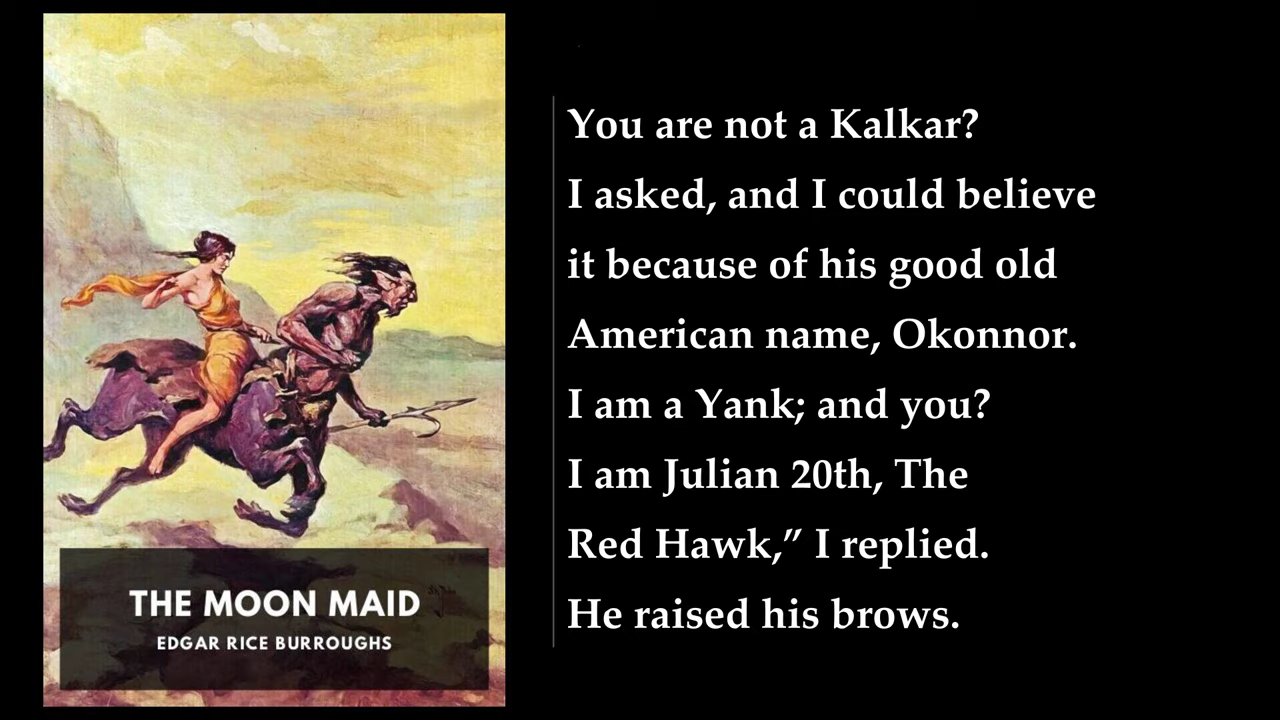 THE MOON MAID
EDGAR RICE BURROUGHS
You are not a Kalkar?
I asked, and I could believe
it because of his good old
American name, Okonnor.
I am a Yank; and you?
I am Julian 20th, The
Red Hawk,” I replied.
He raised his brows.